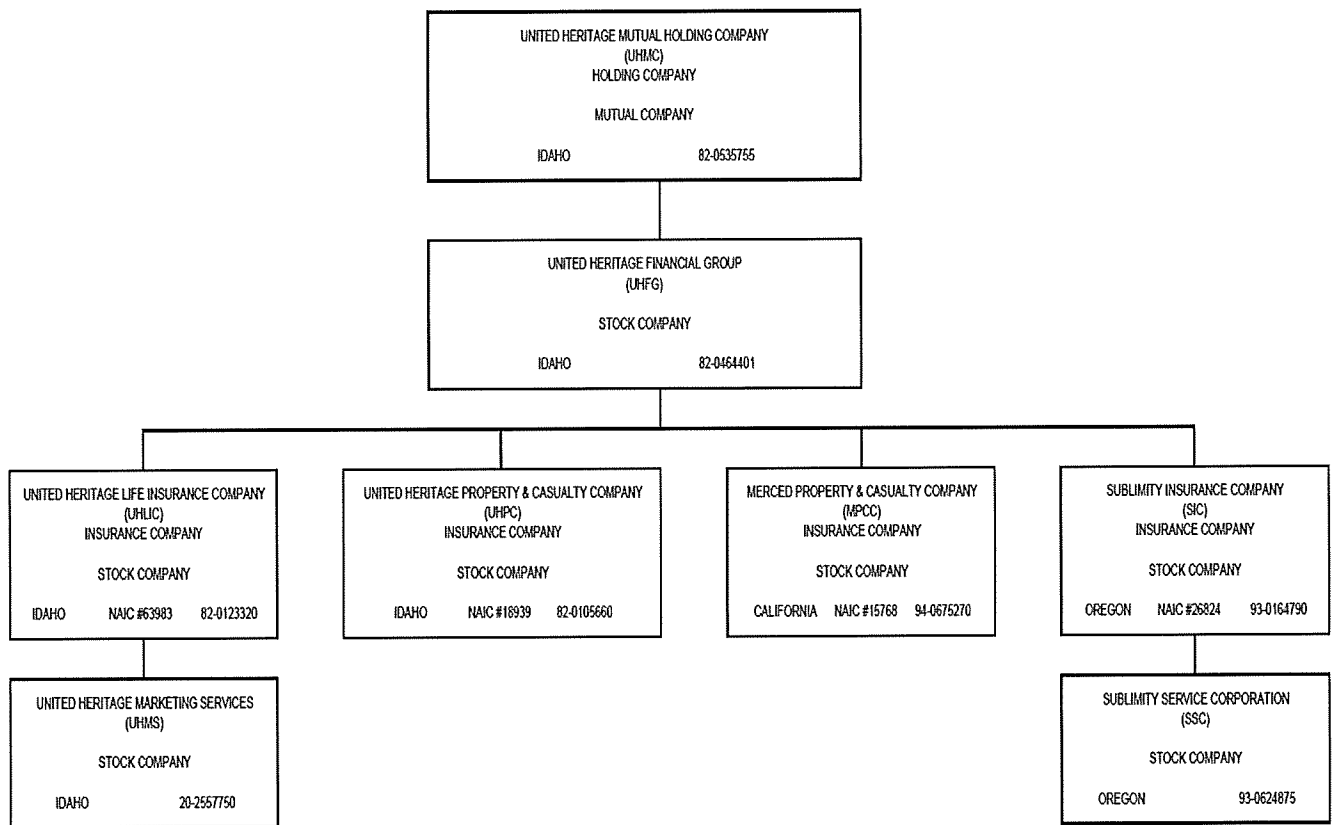 UNITED HERITAGE MUTUAL HOLDING COMPANY
(UHMC)
HOLDING COMPANY
MUTUAL COMPANY
IDAHO 82-0535755
UNITED HERITAGE FINANCIAL GROUP
(UHFG)
STOCK COMPANY
IDAHO 82-0464401
UNITED HERITAGE LIFE INSURANCE COMPANY
(UHLIC)
INSURANCE COMPANY
STOCK COMPANY
IDAHO NAIC #63983 82-0123320
UNITED HERITAGE PROPERTY & CASUALTY COMPANY
(UHPC)
INSURANCE COMPANY
STOCK COMPANY
IDAHO NAIC #18939 82-0105660
MERCED PROPERTY & CASUALTY COMPANY
(MPCC)
INSURANCE COMPANY
STOCK COMPANY
CALIFORNIA NAIC #15768 94-0675270
SUBLIMITY INSURANCE COMPANY
(SIC)
INSURANCE COMPANY
STOCK COMPANY
OREGON NAIC #26824 93-0164790
UNITED HERITAGE MARKETING SERVICES
(UHMS)
STOCK COMPANY
IDAHO 20-2557750
SUBLIMITY SERVICE CORPORATION
(SSC)
STOCK COMPANY
OREGON 93-0624875